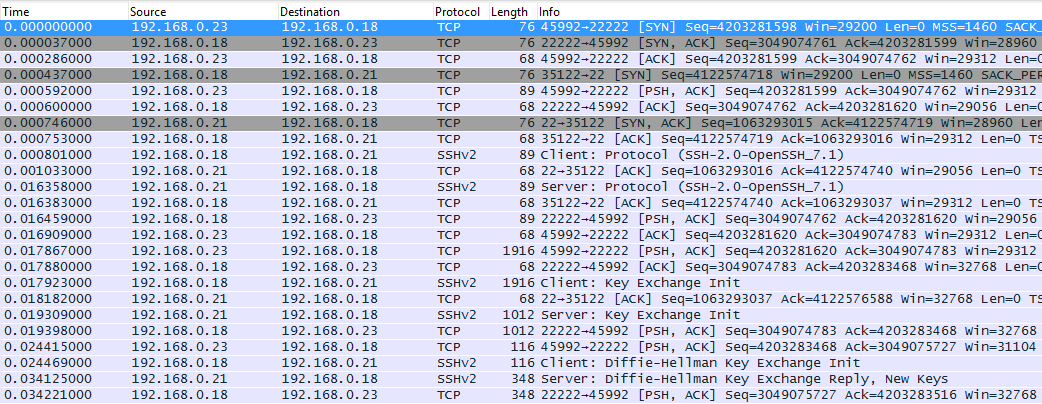 Time Source Destination Protocol Length Info
0.000000000 192.168.0.23 192.168.0.18 TCP 76 45992→22222 [SYN] Seq=4203281598 Win=29200 Len=0 MSS=1460 SACK_
0.000037000 192.168.0.18 192.168.0.23 TCP 76 22222→45992 [SYN, ACK] Seq=3049074761 Ack=4203281599 Win=28960
0.000286000 192.168.0.23 192.168.0.18 TCP 68 45992→22222 [ACK] Seq=4203281599 Ack=3049074762 Win=29312 Len=0
0.000437000 192.168.0.18 192.168.0.21 TCP 76 35122→22 [SYN] Seq=4122574718 Win=29200 Len=0 MSS=1460 SACK_PER
0.000592000 192.168.0.23 192.168.0.18 TCP 89 45992→22222 [PSH, ACK] Seq=4203281599 Ack=3049074762 Win=29312
0.000600000 192.168.0.18 192.168.0.23 TCP 68 22222→45992 [ACK] Seq=3049074762 Ack=4203281620 Win=29056 Len=0
0.000746000 192.168.0.21 192.168.0.18 TCP 76 22→35122 [SYN, ACK] Seq=1063293015 Ack=4122574719 Win=28960 Len
0.000753000 192.168.0.18 192.168.0.21 TCP 68 35122→22 [ACK] Seq=4122574719 Ack=1063293016 Win=29312 Len=0 TS
0.000801000 192.168.0.18 192.168.0.21 SSHv2 89 Client: Protocol (SSH-2.0-OpenSSH_7.1)
0.001033000 192.168.0.21 192.168.0.18 TCP 68 22→35122 [ACK] Seq=1063293016 Ack=4122574740 Win=29056 Len=0 TS
0.016358000 192.168.0.21 192.168.0.18 SSHv2 89 Server: Protocol (SSH-2.0-OpenSSH_7.1)
0.016383000 192.168.0.18 192.168.0.21 TCP 68 35122→22 [ACK] Seq=4122574740 Ack=1063293037 Win=29312 Len=0 TS
0.016459000 192.168.0.18 192.168.0.23 TCP 89 22222→45992 [PSH, ACK] Seq=3049074762 Ack=4203281620 Win=29056
0.016909000 192.168.0.23 192.168.0.18 TCP 68 45992→22222 [ACK] Seq=4203281620 Ack=3049074783 Win=29312 Len=0
0.017867000 192.168.0.23 192.168.0.18 TCP 1916 45992→22222 [PSH, ACK] Seq=4203281620 Ack=3049074783 Win=29312
0.017880000 192.168.0.18 192.168.0.23 TCP 68 22222→45992 [ACK] Seq=3049074783 Ack=4203283468 Win=32768 Len=0
0.017923000 192.168.0.18 192.168.0.21 SSHv2 1916 Client: Key Exchange Init
0.018182000 192.168.0.21 192.168.0.18 TCP 68 22→35122 [ACK] Seq=1063293037 Ack=4122576588 Win=32768 Len=0 TS
0.019309000 192.168.0.21 192.168.0.18 SSHv2 1012 Server: Key Exchange Init
0.019398000 192.168.0.18 192.168.0.23 TCP 1012 22222→45992 [PSH, ACK] Seq=3049074783 Ack=4203283468 Win=32768
0.024415000 192.168.0.23 192.168.0.18 TCP 116 45992→22222 [PSH, ACK] Seq=4203283468 Ack=3049075727 Win=31104
0.024469000 192.168.0.18 192.168.0.21 SSHv2 116 Client: Diffie-Hellman Key Exchange Init
0.034125000 192.168.0.21 192.168.0.18 SSHv2 348 Server: Diffie-Hellman Key Exchange Reply, New Keys
0.034221000 192.168.0.18 192.168.0.23 TCP 348 22222→45992 [PSH, ACK] Seq=3049075727 Ack=4203283516 Win=32768